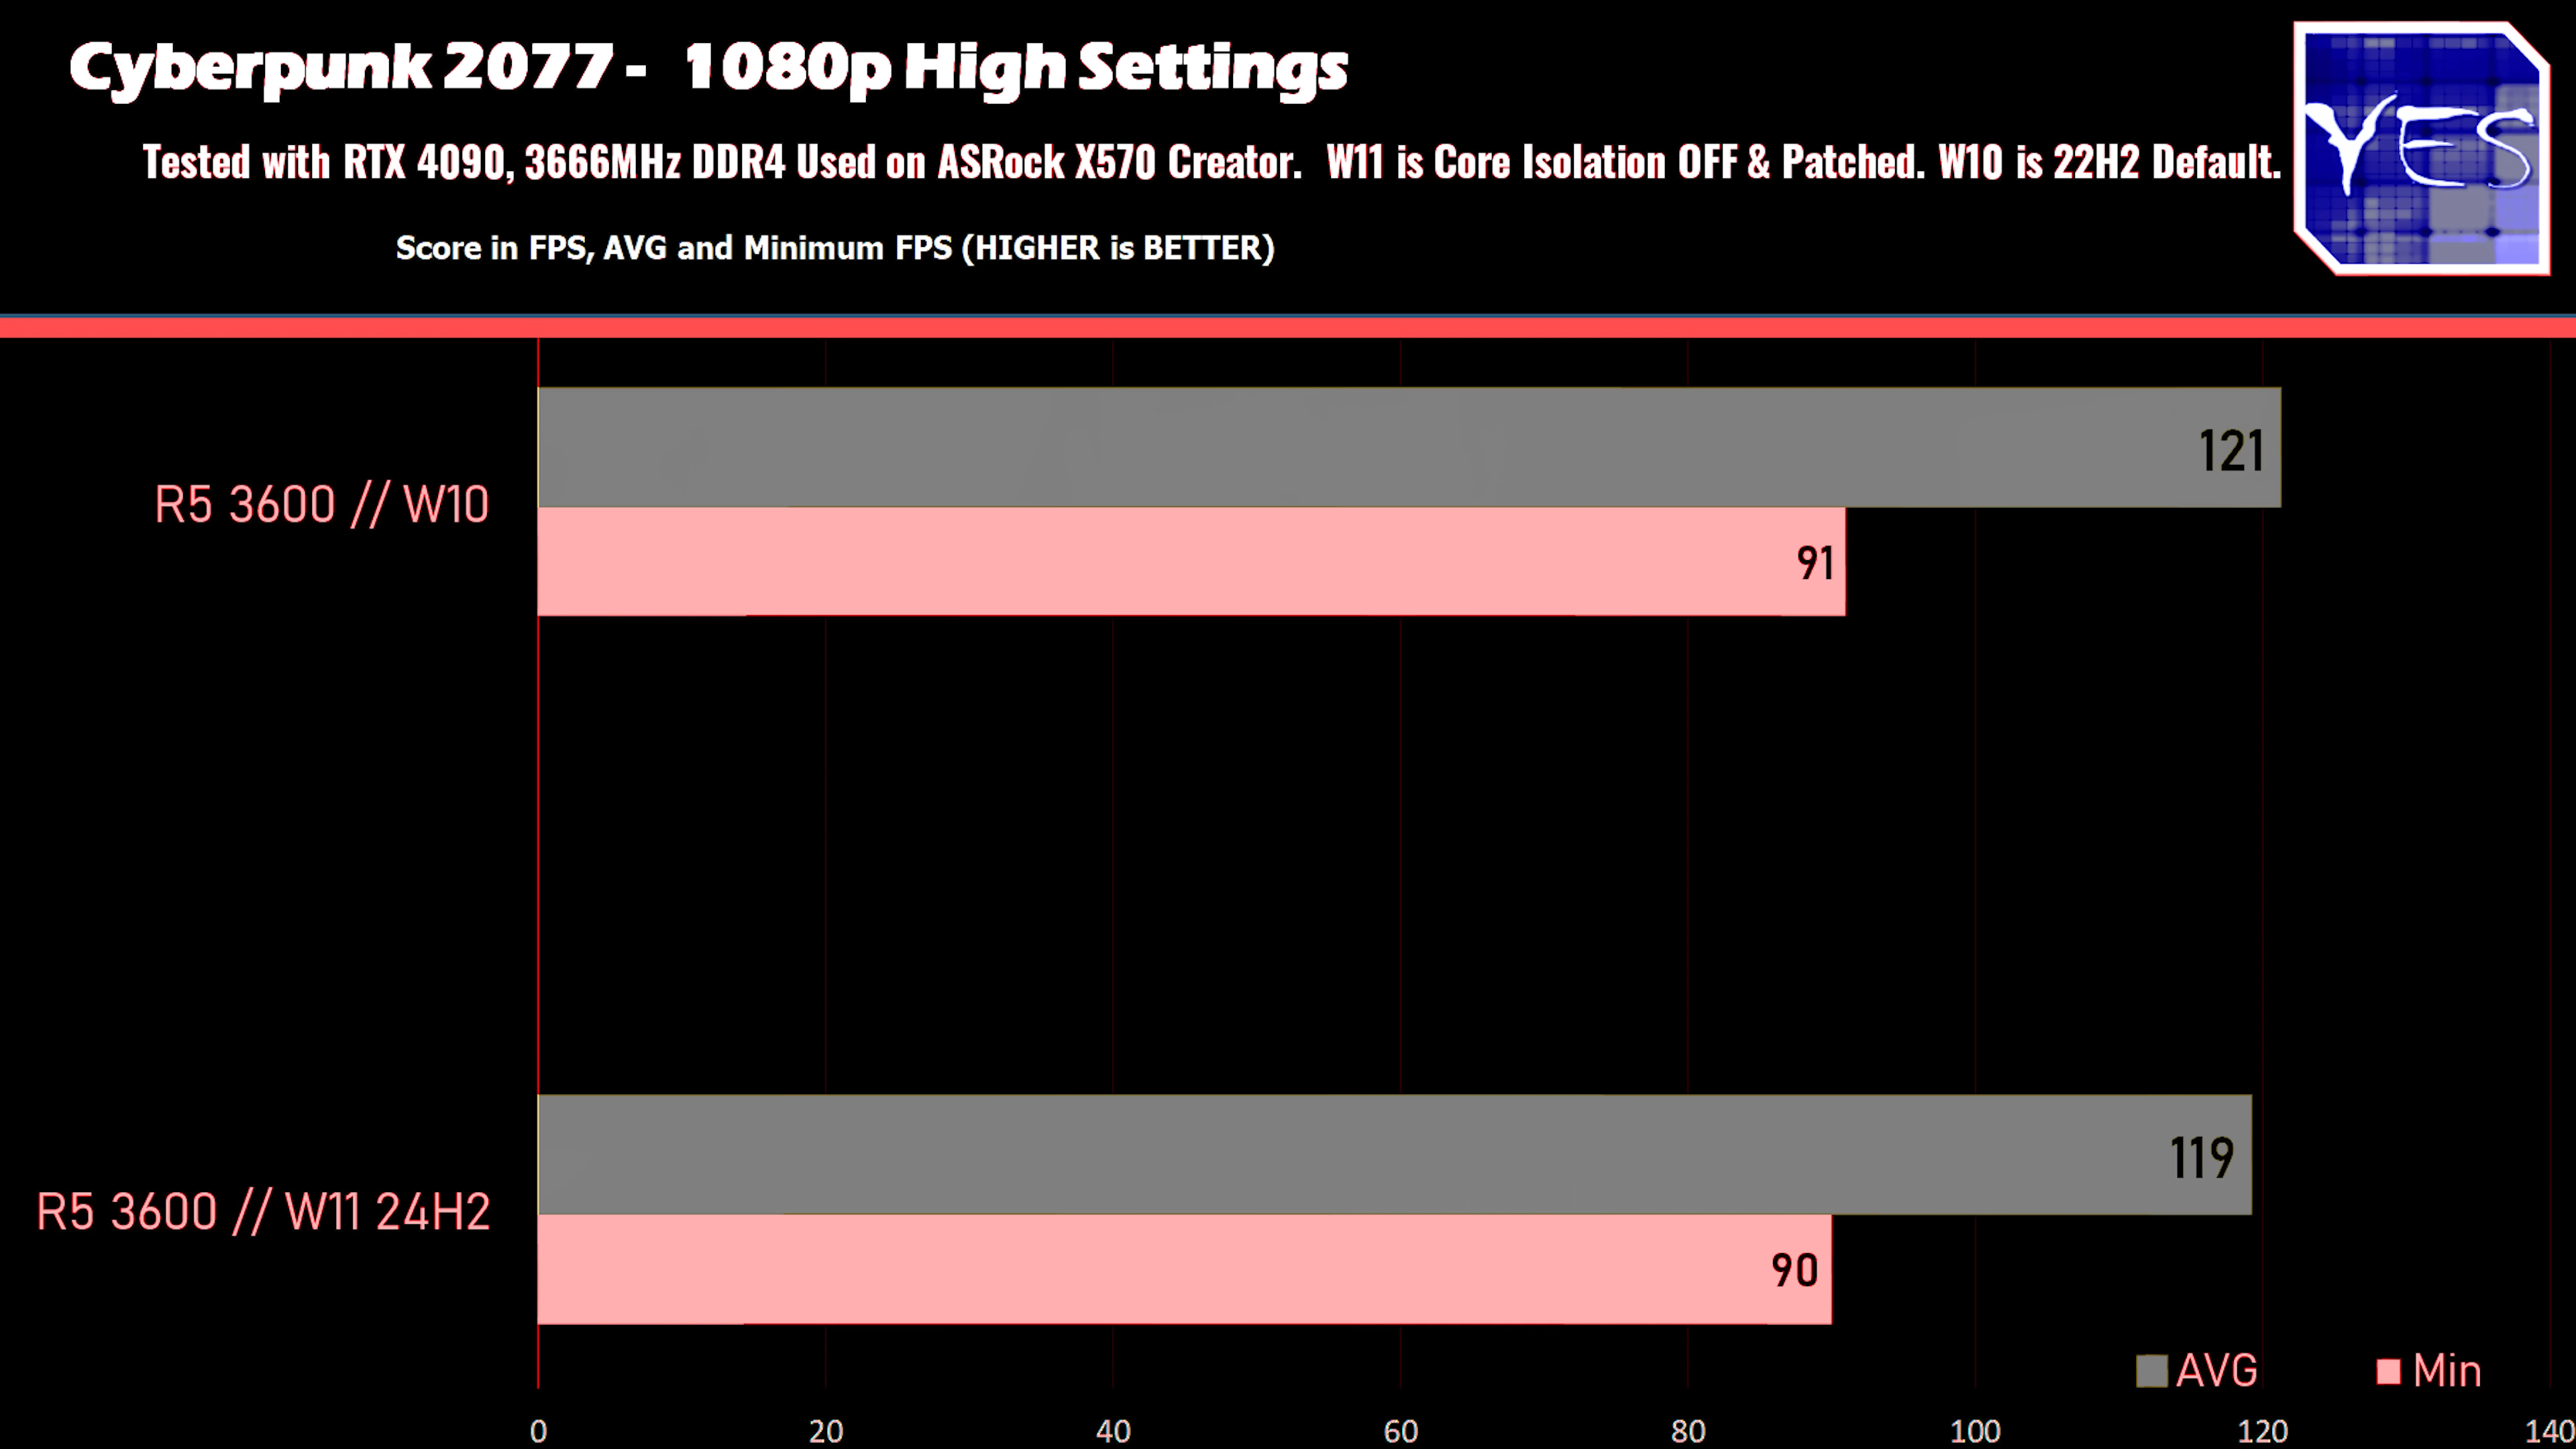 Cyberpunk 2077 - 1080p High Settings
Tested with RTX 4090, 3666MHz DDR4 Used on ASRock X570 Creator. W11 is Core Isolation OFF & Patched. W10 is 22H2 Default.
YES
Score in FPS, AVG and Minimum FPS (HIGHER is BETTER)
121
R5 3600 // W10
91
119
R5 3600 // W11 24H2
90
AVG Min
0 20 40 60 80 100 120 140